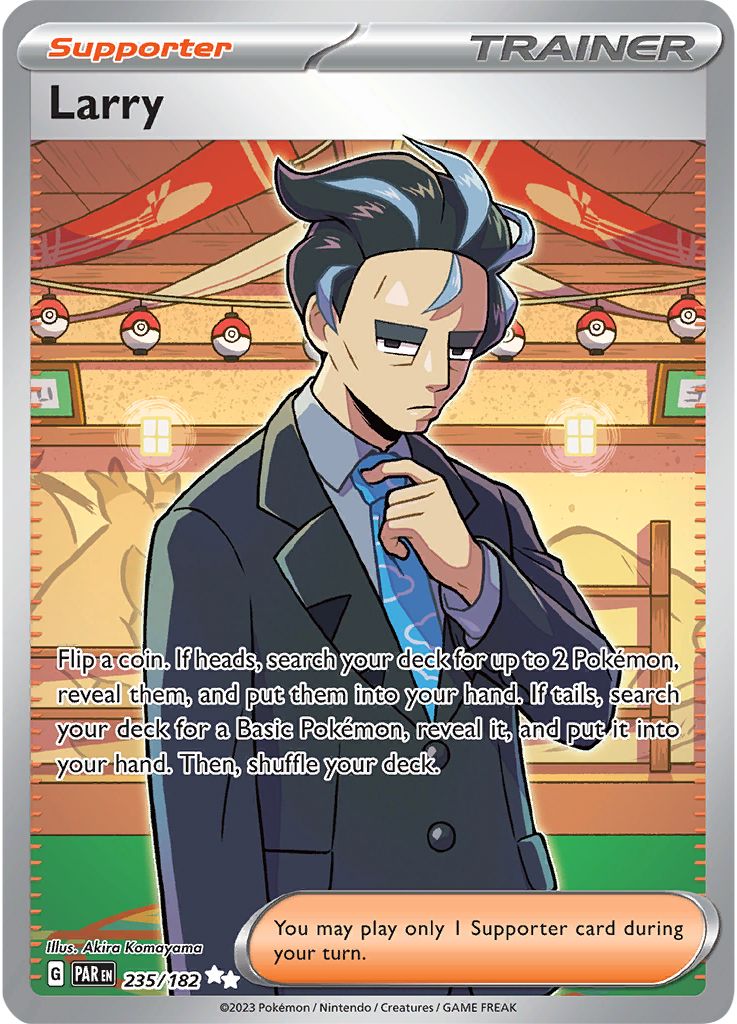 Supporter
TRAINER
Larry
Flip a coin. If heads, search your deck for up to 2 Pokémon,
reveal them, and put them into your hand. If tails, search
your deck for a Basic Pokémon, reveal it, and put it into
your hand. Then, shuffle your deck.
You may play only 1 Supporter card during
your turn.
Illus. Akira Komayama
G PAR EN 235/182
©2023 Pokémon / Nintendo / Creatures / GAME FREAK